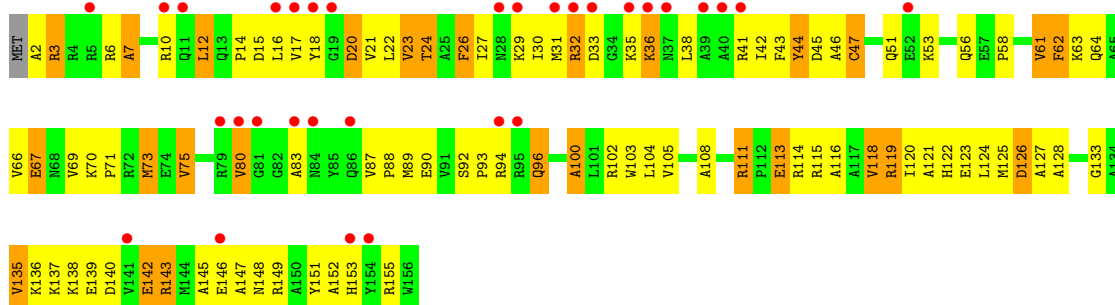 MET A2 R3 R4 R5 R6 A7 R10 Q11 L12 Q13 P14 D15 L16 V17 Y18 G19 D20 V21 L22 V23 T24 A25 F26 I27 N28 K29 I30 M31 R32 D33 G34 K35 K36 N37 L38 A39 A40 R41 I42 F43 Y44 D45 A46 C47 Q51 E52 K53 Q56 E57 P58 V61 F62 K63 Q64 A65
V66 E67 N68 V69 K70 P71 R72 M73 E74 V75 R79 V80 G81 G82 A83 N84 Y85 Q86 V87 P88 M89 E90 V91 S92 P93 R94 R95 Q96 A100 L101 R102 W103 L104 V105 A108 R111 P112 E113 R114 R115 A116 A117 V118 R119 I120 A121 H122 E123 L124 M125 D126 A127 A128 G133 A134
V135 K136 K137 K138 E139 D140 V141 E142 R143 M144 A145 E146 A147 N148 R149 A150 Y151 A152 H153 Y154 R155 W156